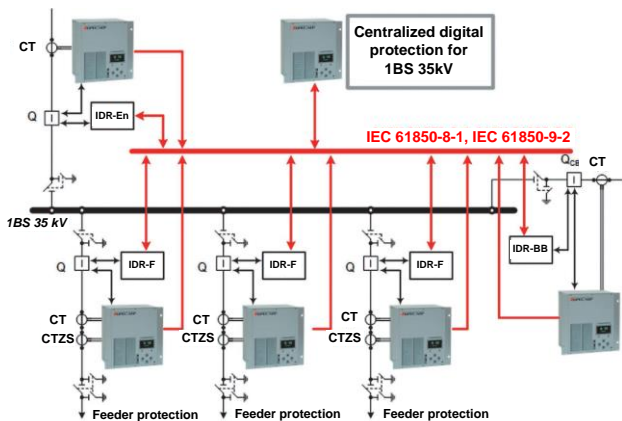 CT
Centralized digital
protection for
1BS 35kV
Q
I
IDR-En
IEC 61850-8-1, IEC 61850-9-2
QCB
CT
I
1BS 35 kV
IDR-BB
Q
I
IDR-F
I
IDR-F
I
IDR-F
CT
CTZS
CT
CTZS
CT
CTZS
Feeder protection
Feeder protection
Feeder protection